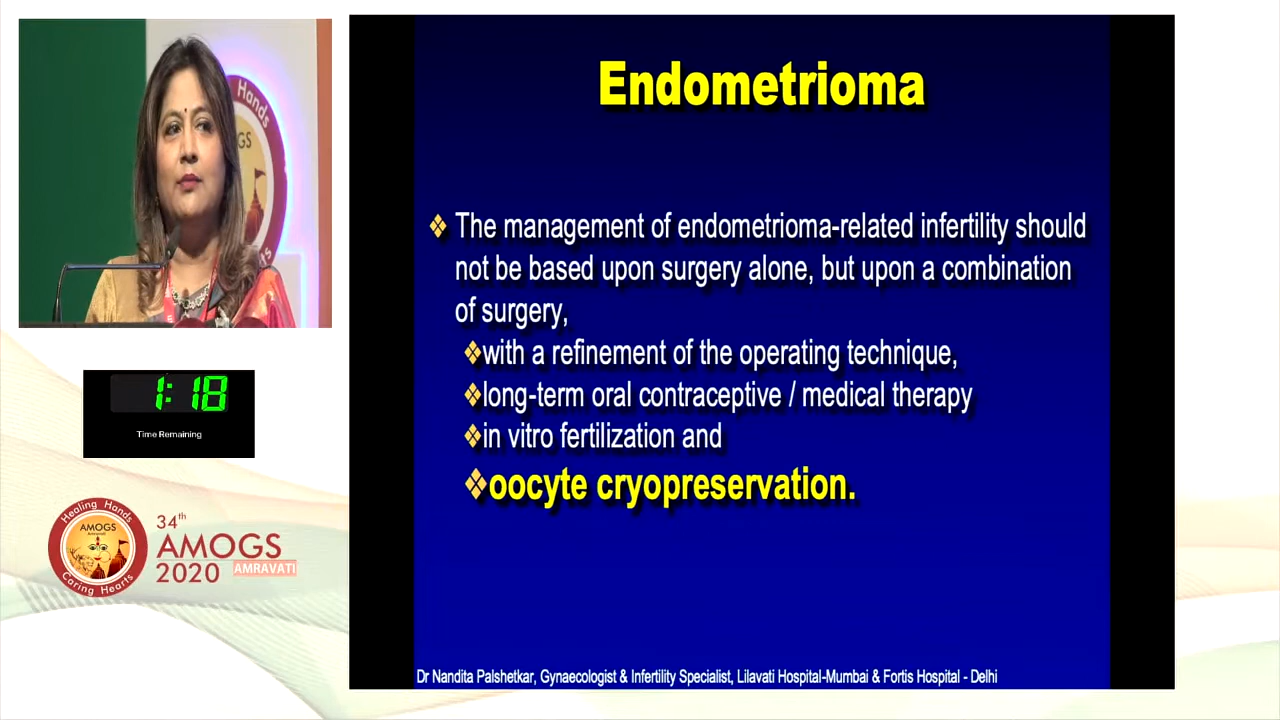 Hands
GS
Endometrioma
❖ The management of endometrioma-related infertility should
not be based upon surgery alone, but upon a combination
of surgery,
❖with a refinement of the operating technique,
❖long-term oral contraceptive / medical therapy
❖in vitro fertilization and
❖oocyte cryopreservation.
Dr Nandita Palshetkar, Gynaecologist & Infertility Specialist, Lilavati Hospital-Mumbai & Fortis Hospital - Delhi
1:18
Time Remaining
Healing Hands
AMOGS
Caring Hearts
34th
AMOGS
2020 AMRAVATI